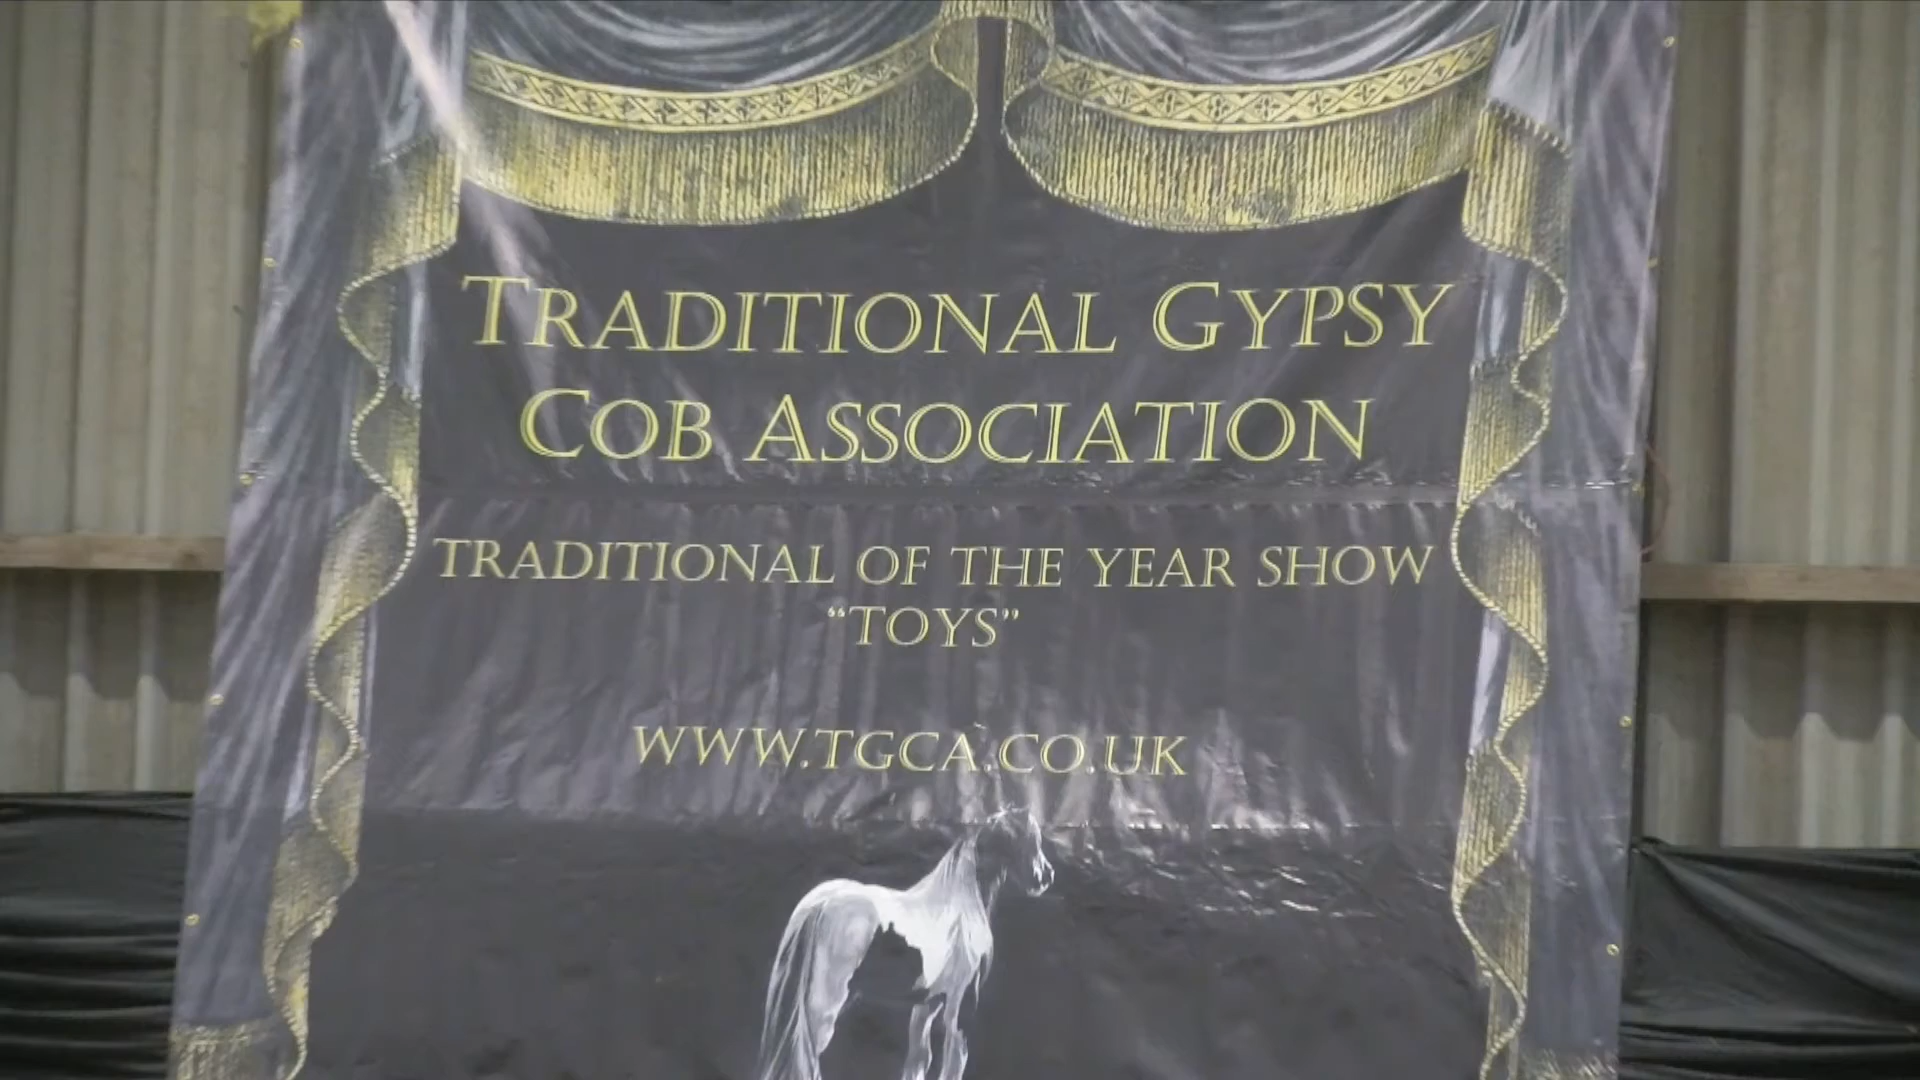 TRADITIONAL GYPSY
COB ASSOCIATION
TRADITIONAL OF THE YEAR SHOW
“TOYS”
WWW.TGCA.CO.UK